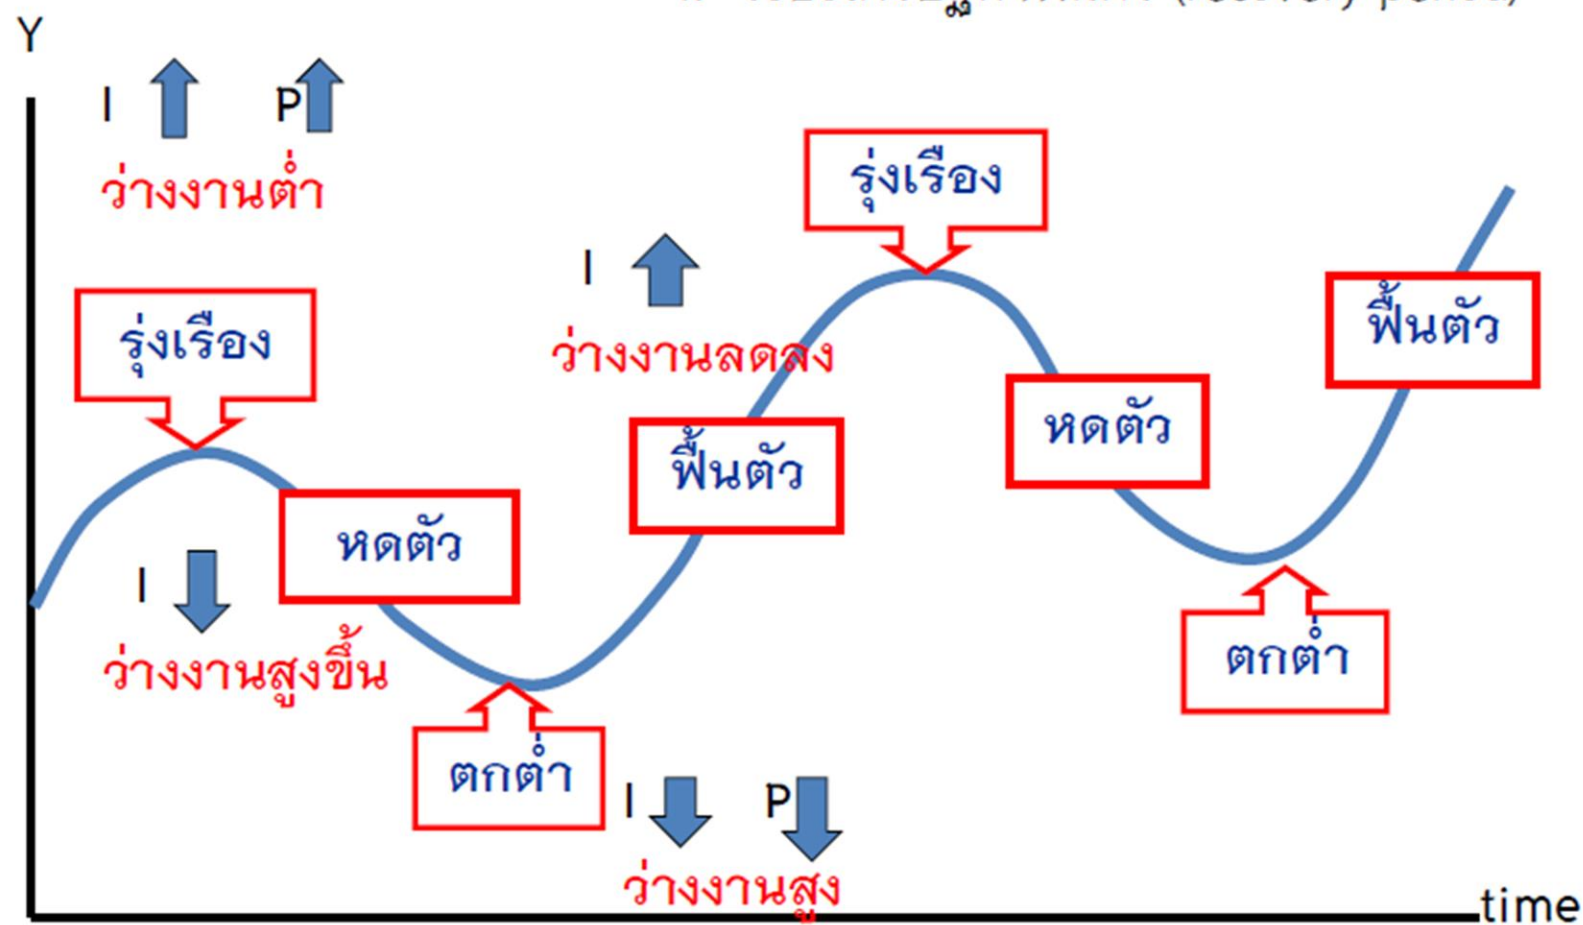 (recovery period)
Y
I P
ว่างงานต่ำ
รุ่งเรือง
I
ว่างงานลดลง
รุ่งเรือง
ฟื้นตัว
หดตัว
ฟื้นตัว
หดตัว
I
ว่างงานสูงขึ้น
ตกต่ำ
ตกต่ำ
I P
ว่างงานสูง
time